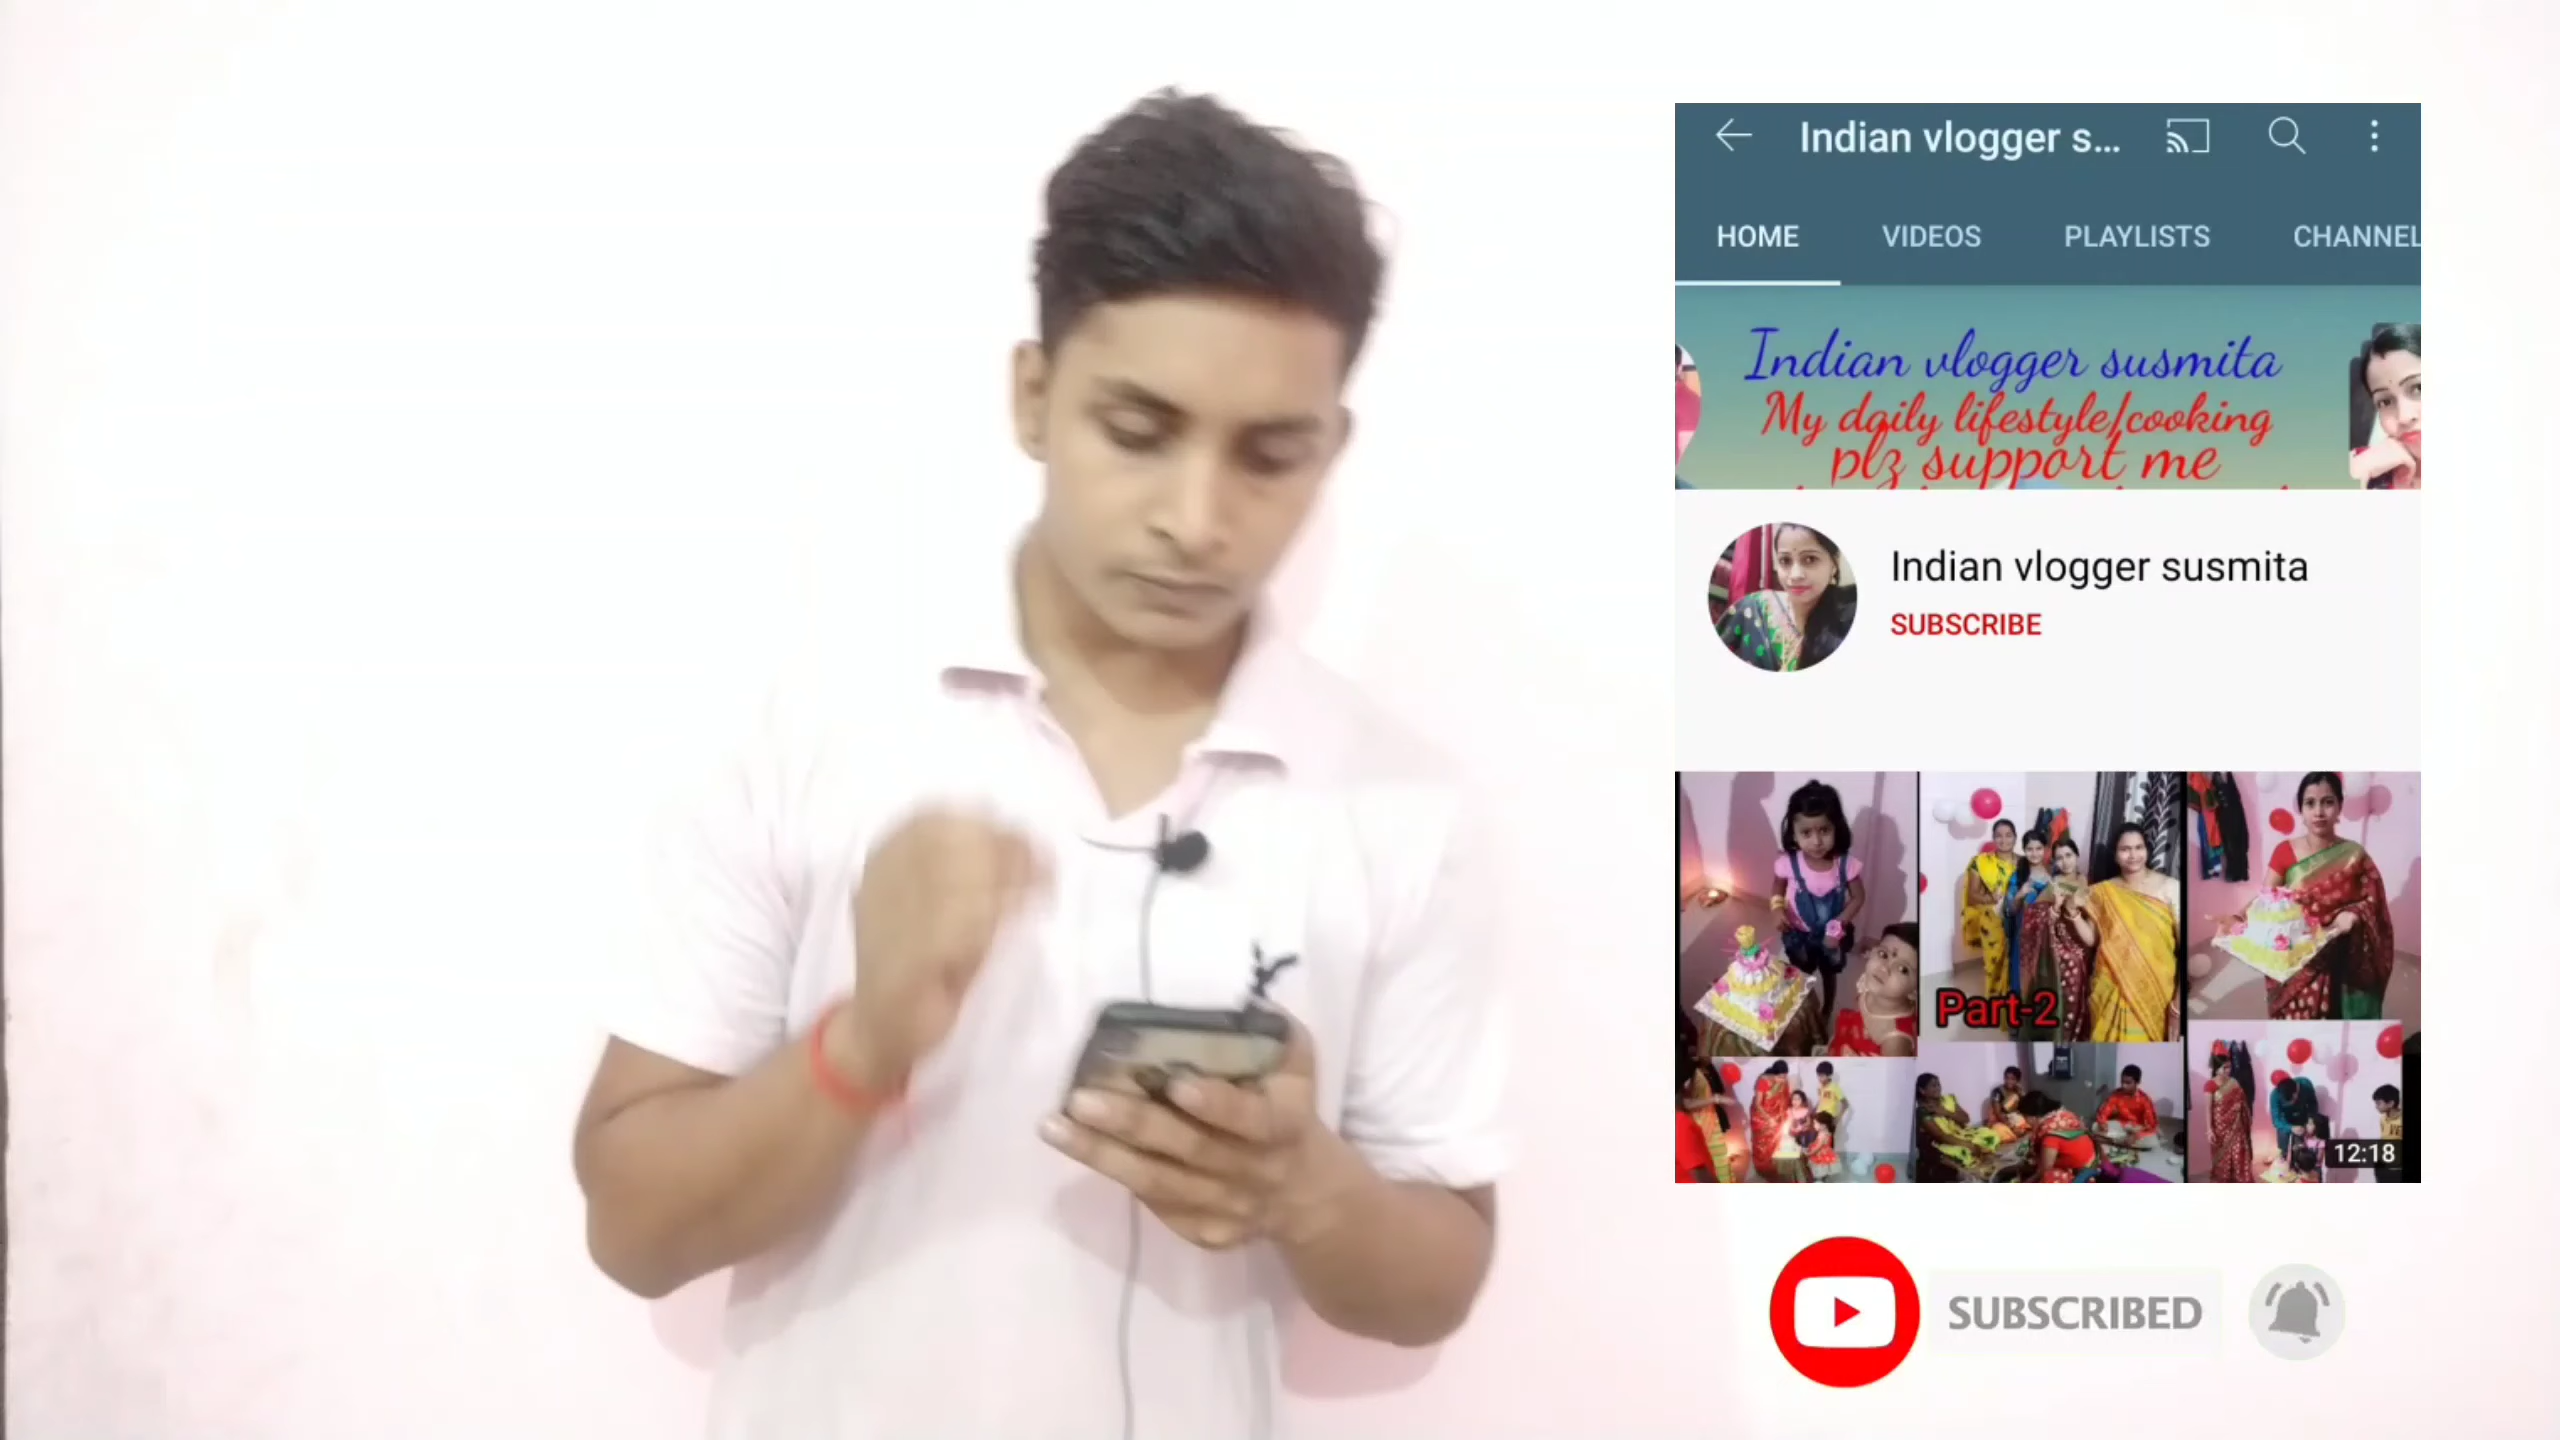 Indian vlogger s...
HOME VIDEOS PLAYLISTS CHANNEL
Indian vlogger susmita
My daily lifestyle/cooking
plz support me
Indian vlogger susmita
SUBSCRIBE
Part-2
12:18
SUBSCRIBED